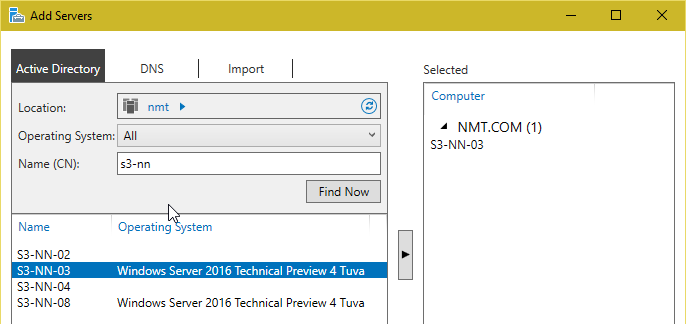 Add Servers
Active Directory DNS Import
Selected
Location: nmt
Operating System: All
Name (CN): s3-nn
Find Now
Computer
NMT.COM (1)
S3-NN-03
Name Operating System
S3-NN-02
S3-NN-03 Windows Server 2016 Technical Preview 4 Tuva
S3-NN-04
S3-NN-08 Windows Server 2016 Technical Preview 4 Tuva